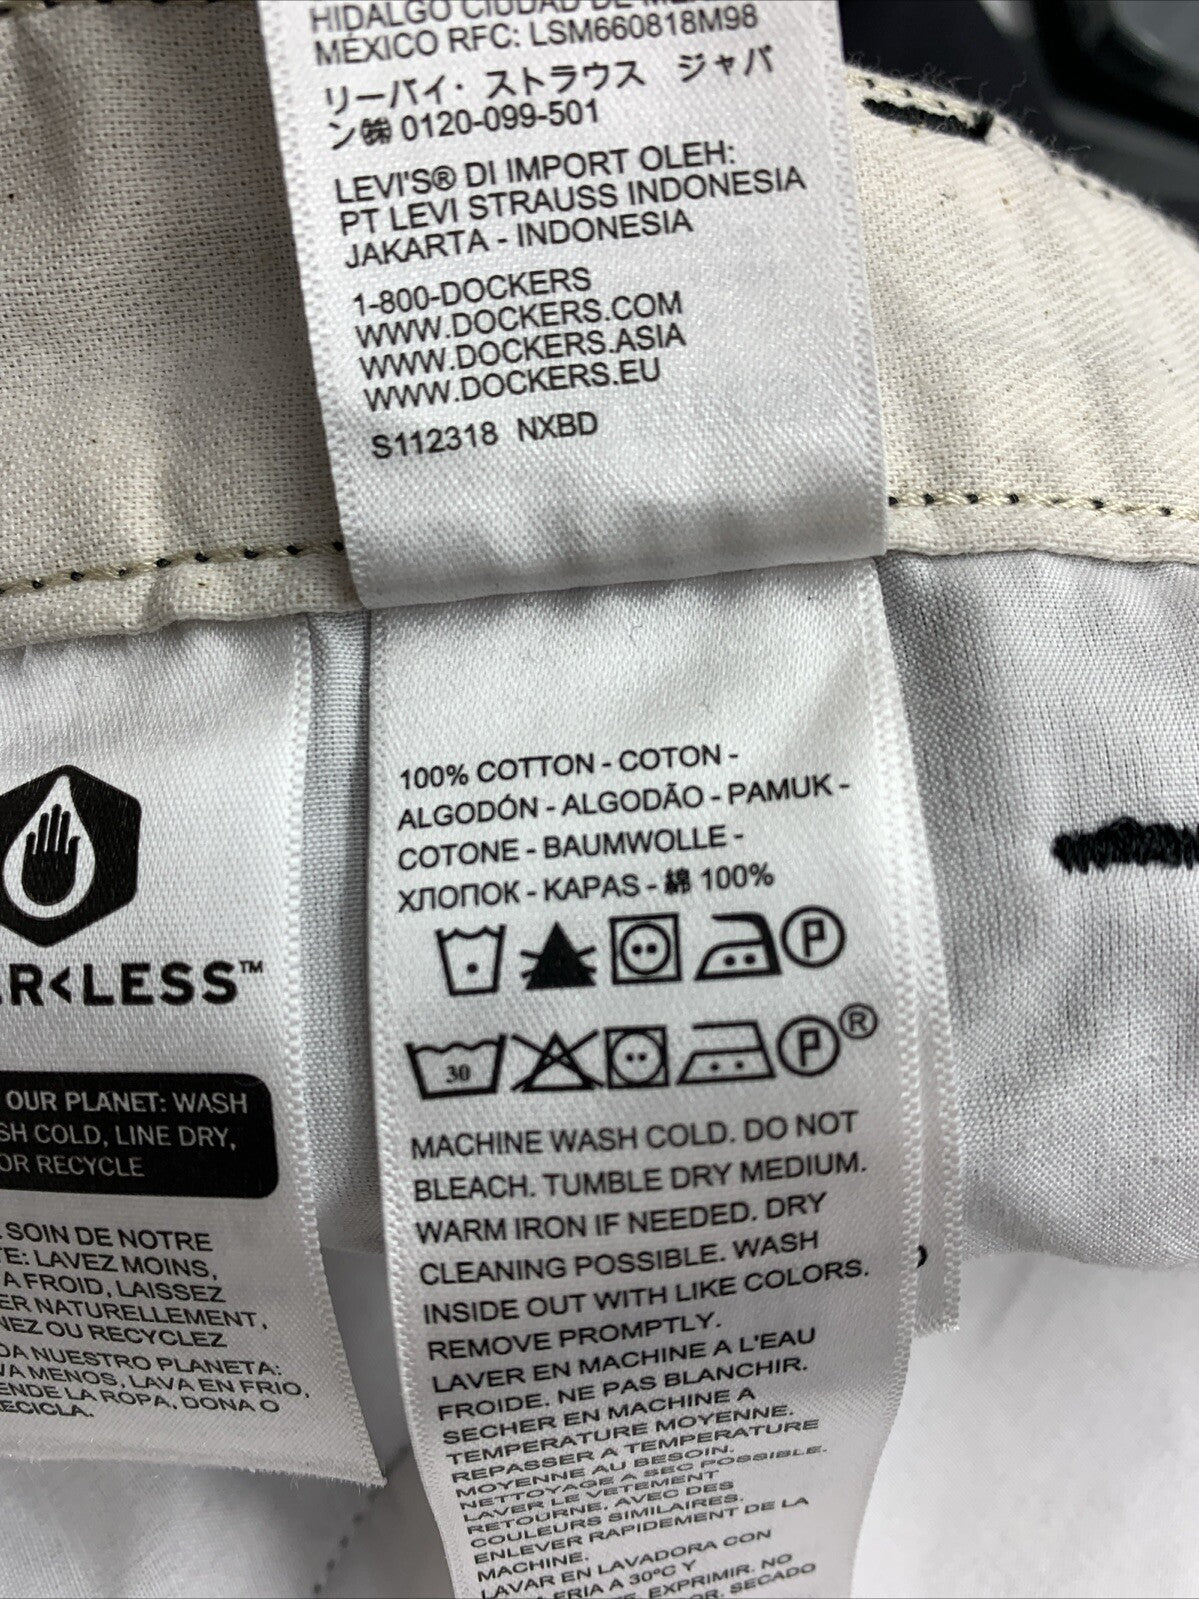 HIDALGO CIUDAD DE
MÉXICO RFC: LSM660818M98
リーバイ・ストラウス ジャパ
ン㈱ 0120-099-501
LEVI'S® DI IMPORT OLEH:
PT LEVI STRAUSS INDONESIA
JAKARTA - INDONESIA
1-800-DOCKERS
WWW.DOCKERS.COM
WWW.DOCKERS.ASIA
WWW.DOCKERS.EU
S112318 NXBD
100% COTTON - COTON -
ALGODÓN - ALGODÃO - PAMUK -
COTONE - BAUMWOLLE -
ХЛОПОК - KAPAS - 綿 100%
P
30 P®
MACHINE WASH COLD. DO NOT
BLEACH. TUMBLE DRY MEDIUM.
WARM IRON IF NEEDED. DRY
CLEANING POSSIBLE. WASH
INSIDE OUT WITH LIKE COLORS.
REMOVE PROMPTLY.
LAVER EN MACHINE A L'EAU
FROIDE. NE PAS BLANCHIR.
SECHER EN MACHINE A
TEMPERATURE MOYENNE.
REPASSER A TEMPERATURE
MOYENNE AU BESOIN.
NETTOYAGE A SEC POSSIBLE.
LAVER LE VETEMENT
RETOURNE, AVEC DES
COULEURS SIMILAIRES.
ENLEVER RAPIDEMENT DE LA
MACHINE.
LAVAR EN LAVADORA CON
FRIA A 30°C Y
EXPRIMIR. NO
SECADO
R<LESS™
OUR PLANET: WASH
SH COLD, LINE DRY,
OR RECYCLE
SOIN DE NOTRE
TE: LAVEZ MOINS,
A FROID, LAISSEZ
ER NATURELLEMENT,
NEZ OU RECYCLEZ
DA NUESTRO PLANETA:
VA MENOS, LAVA EN FRIO,
ENDE LA ROPA, DONA O
ECICLA.